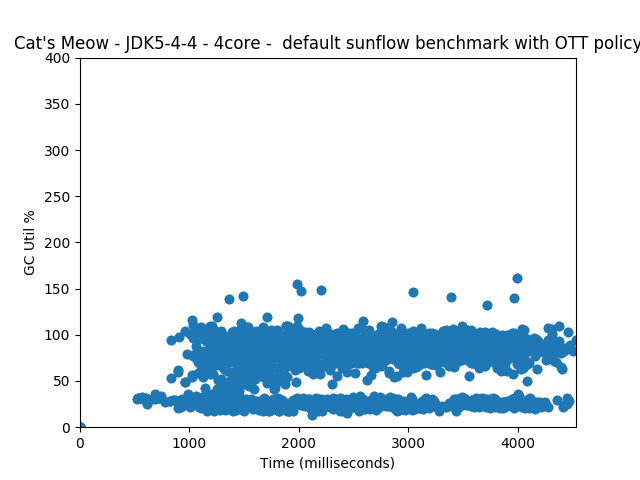 Cat's Meow - JDK5-4-4 - 4core -  default sunflow benchmark with OTT policy
400
350
300
250
200
150
100
50
0
GC Util %
0 1000 2000 3000 4000
Time (milliseconds)